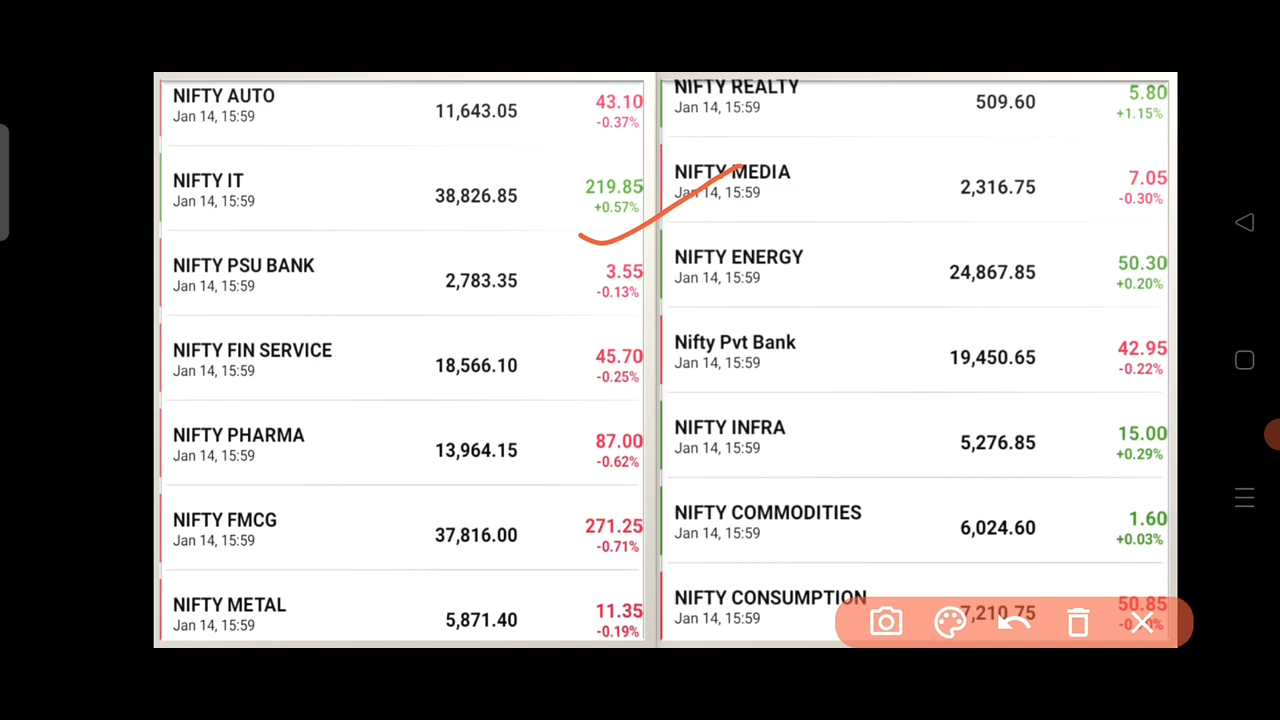 NIFTY AUTO 11,643.05 43.10
Jan 14, 15:59 -0.37%
NIFTY IT 38,826.85 219.85
Jan 14, 15:59 +0.57%
NIFTY PSU BANK 2,783.35 3.55
Jan 14, 15:59 -0.13%
NIFTY FIN SERVICE 18,566.10 45.70
Jan 14, 15:59 -0.25%
NIFTY PHARMA 13,964.15 87.00
Jan 14, 15:59 -0.62%
NIFTY FMCG 37,816.00 271.25
Jan 14, 15:59 -0.71%
NIFTY METAL 5,871.40 11.35
Jan 14, 15:59 -0.19%
NIFTY REALTY 509.60 5.80
Jan 14, 15:59 +1.15%
NIFTY MEDIA 2,316.75 7.05
Jan 14, 15:59 -0.30%
NIFTY ENERGY 24,867.85 50.30
Jan 14, 15:59 +0.20%
Nifty Pvt Bank 19,450.65 42.95
Jan 14, 15:59 -0.22%
NIFTY INFRA 5,276.85 15.00
Jan 14, 15:59 +0.29%
NIFTY COMMODITIES 6,024.60 1.60
Jan 14, 15:59 +0.03%
NIFTY CONSUMPTION 7,210.75 50.85
Jan 14, 15:59